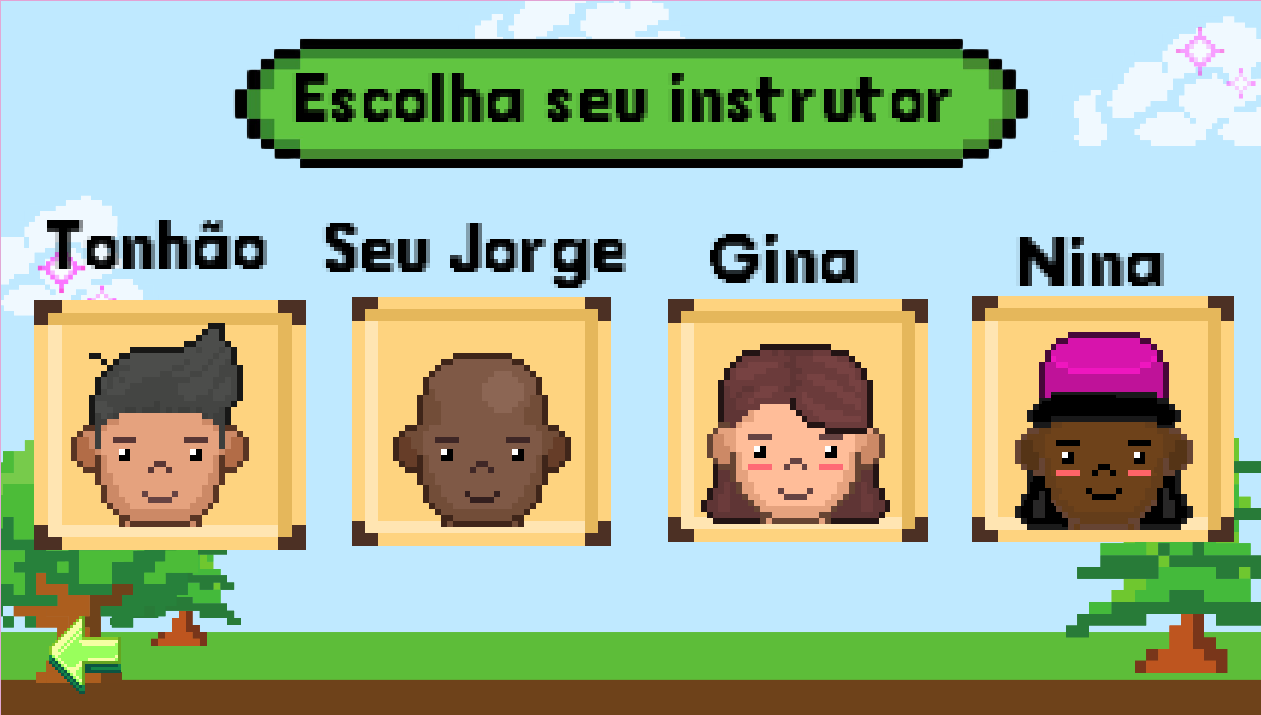 Escolha seu instrutor
Tonhão
Seu Jorge
Gina
Nina